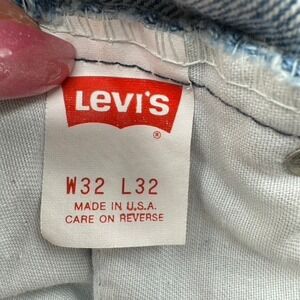 Levi's
®
W32 L32
MADE IN U.S.A.
CARE ON REVERSE